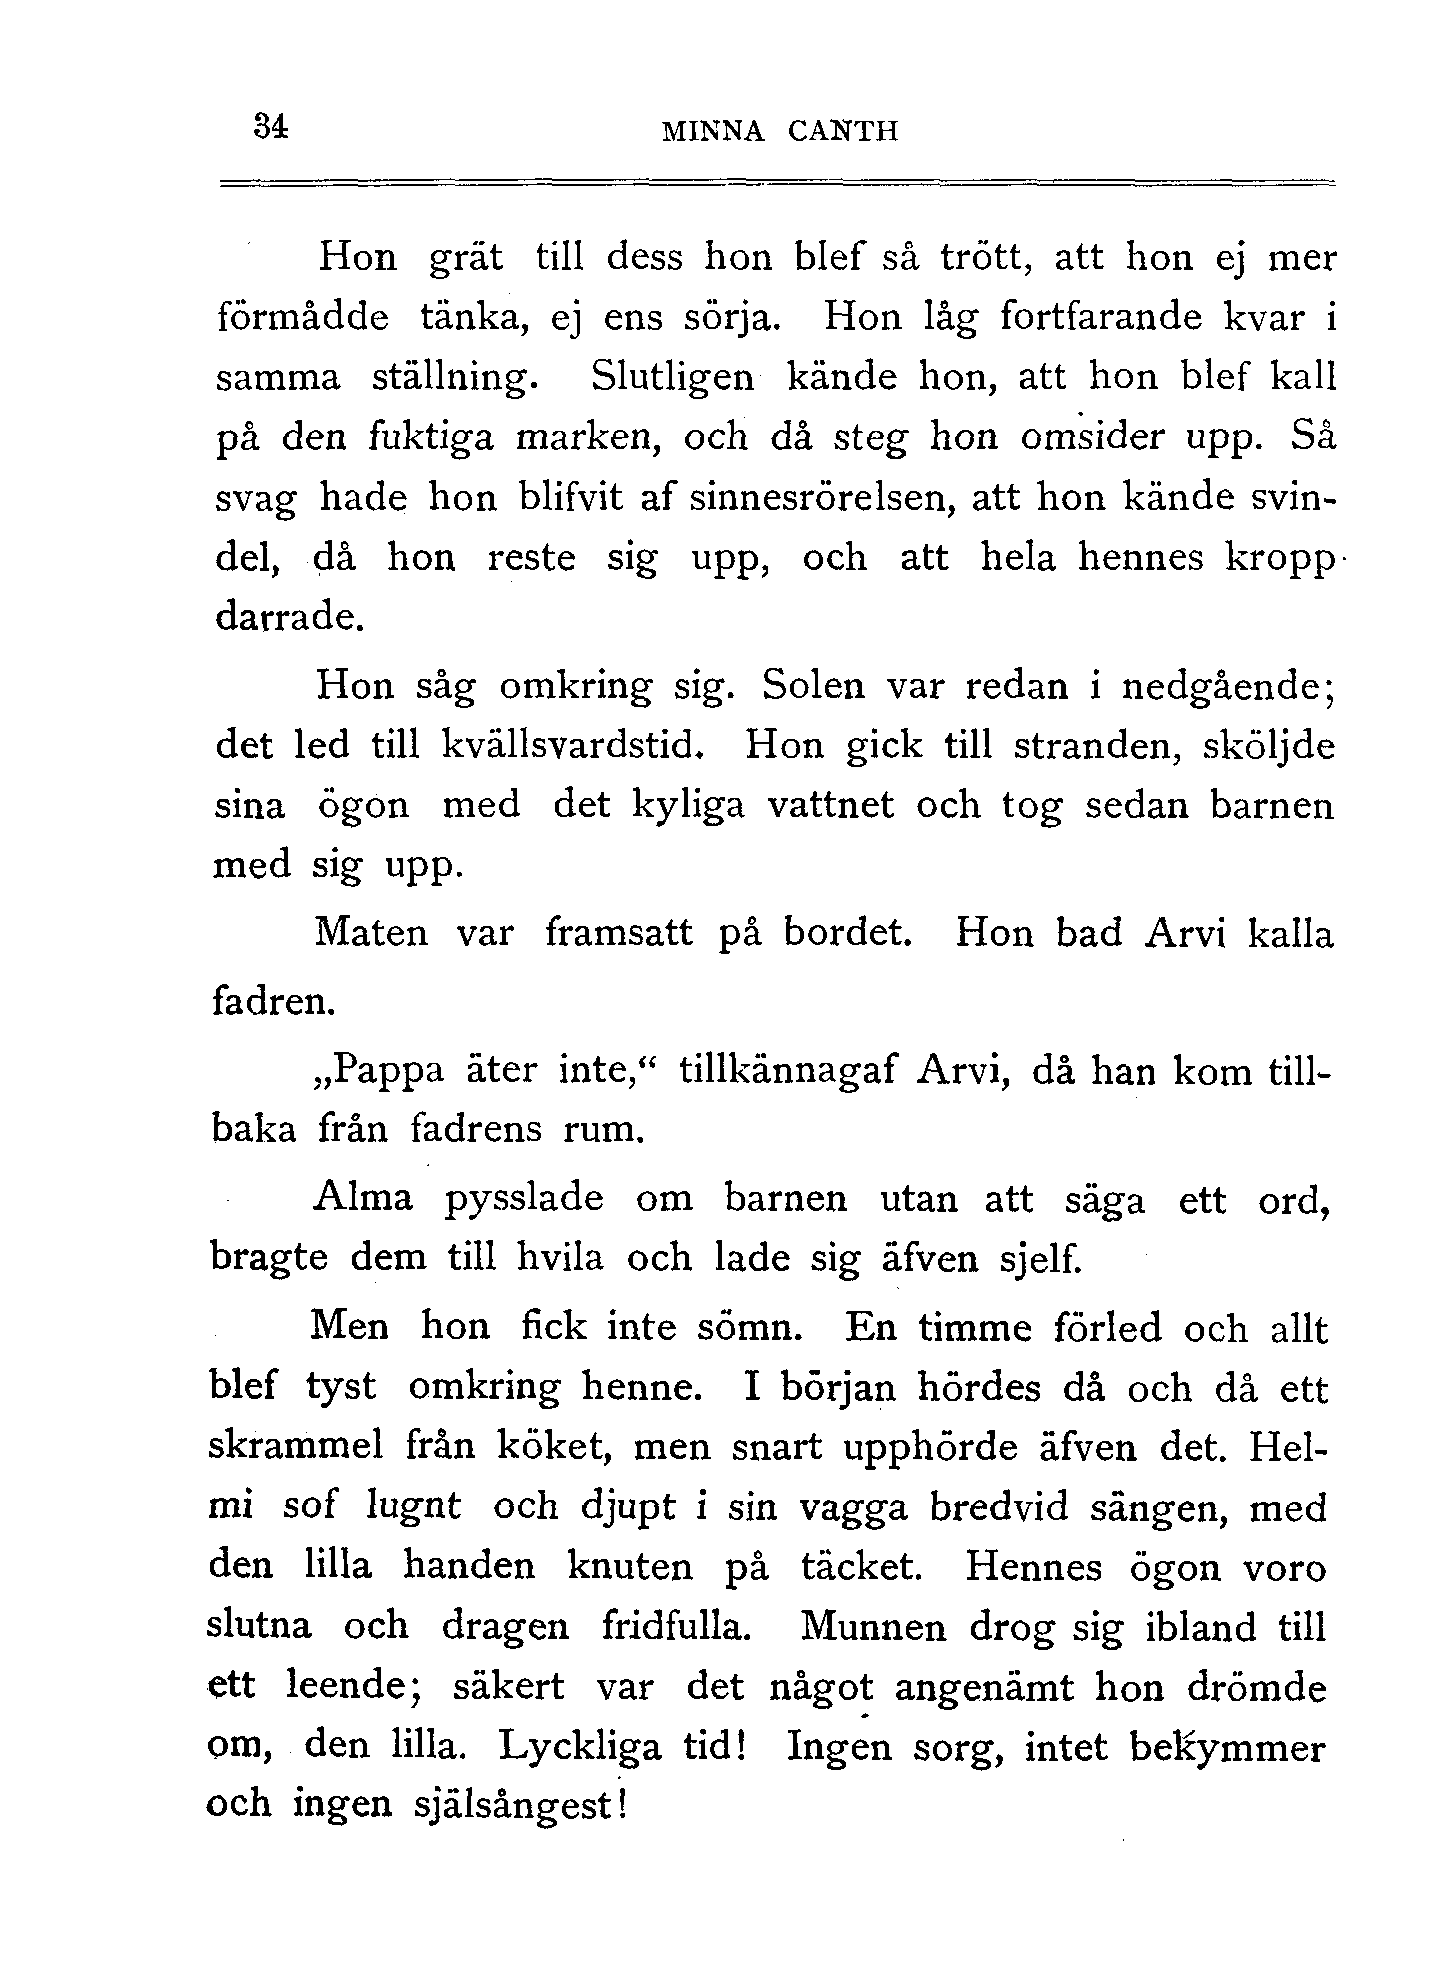 34
MINNA CANTH
Hon grät till dess hon blef så trött, att hon ej mer
förmådde tänka, ej ens sörja. Hon låg fortfarande kvar i
samma ställning. Slutligen kände hon, att hon blef kall
på den fuktiga marken, och då steg hon omsider upp. Så
svag hade hon blifvit af sinnesrörelsen, att hon kände svin-
del, då hon reste sig upp, och att hela hennes kropp
darrade.
Hon såg omkring sig. Solen var redan i nedgående;
det led till kvällsvardstid. Hon gick till stranden, sköljde
sina ögon med det kyliga vattnet och tog sedan barnen
med sig upp.
Maten var framsatt på bordet. Hon bad Arvi kalla
fadren.
„Pappa äter inte,“ tillkännagaf Arvi, då han kom till-
baka från fadrens rum.
Alma pysslade om barnen utan att säga ett ord,
bragte dem till hvila och lade sig äfven sjelf.
Men hon fick inte sömn. En timme förled och allt
blef tyst omkring henne. I början hördes då och då ett
skrammel från köket, men snart upphörde äfven det. Hel-
mi sof lugnt och djupt i sin vagga bredvid sängen, med
den lilla handen knuten på täcket. Hennes ögon voro
slutna och dragen fridfulla. Munnen drog sig ibland till
ett leende; säkert var det något angenämt hon drömde
om, den lilla. Lyckliga tid! Ingen sorg, intet bekymmer
och ingen själsångest!